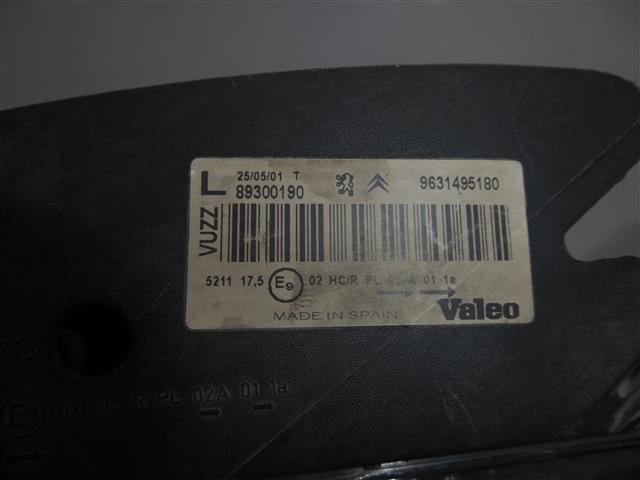 L 25/05/01 T
89300190 9631495180
VUZZ
5211 17,5 E9 02 HC/R PL 02 A 01 1a
MADE IN SPAIN Valeo
%
E9 02 HC/R PL 02A 01 1a